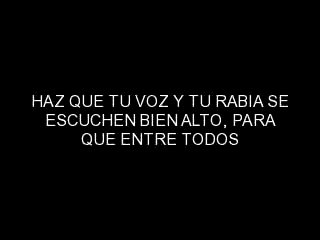 HAZ QUE TU VOZ Y TU RABIA SE
ESCUCHEN BIEN ALTO, PARA
QUE ENTRE TODOS